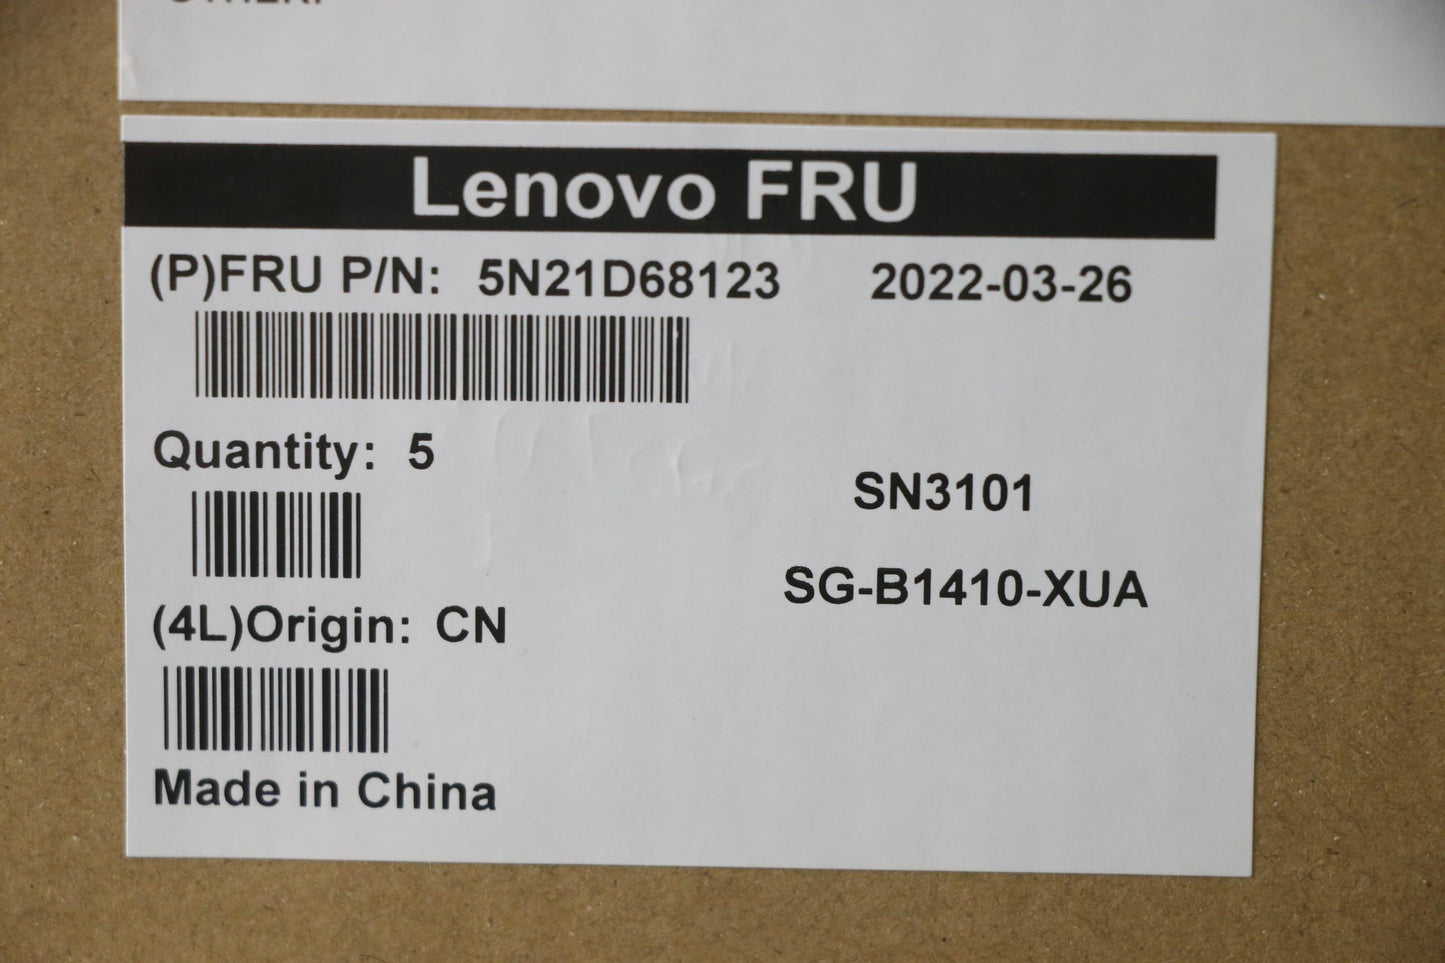 OTHER:
Lenovo FRU
(P)FRU P/N: 5N21D68123 2022-03-26
Quantity: 5
SN3101
SG-B1410-XUA
(4L)Origin: CN
Made in China